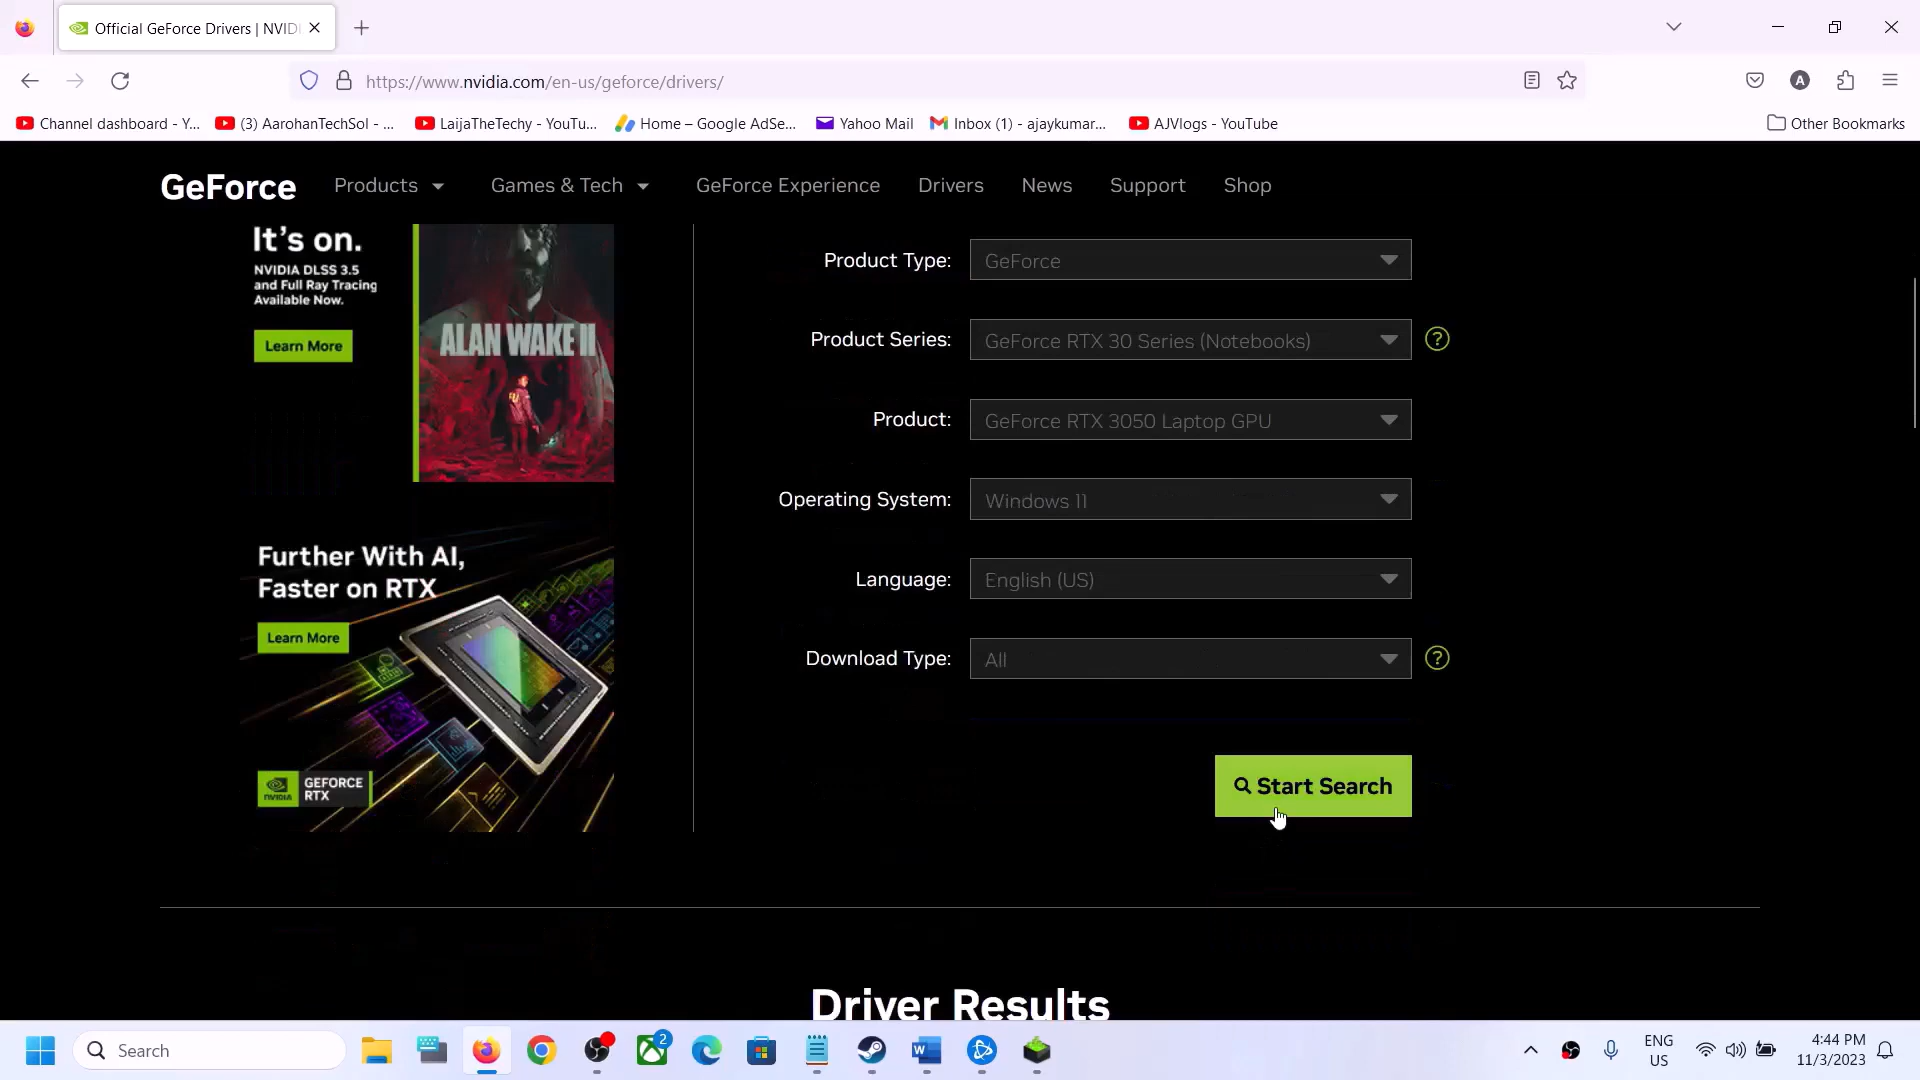 Official GeForce Drivers | NVIDI
https://www.nvidia.com/en-us/geforce/drivers/
Channel dashboard - Y...
(3) AarohanTechSol - ...
LaijaTheTechy - YouTu...
Home – Google AdSe...
Yahoo Mail
Inbox (1) - ajaykumar...
AJVlogs - YouTube
Other Bookmarks
GeForce
Products
Games & Tech
GeForce Experience
Drivers
News
Support
Shop
It's on.
NVIDIA DLSS 3.5
and Full Ray Tracing
Available Now.
Learn More
ALAN WAKE II
Further With AI,
Faster on RTX
Learn More
NVIDIA
GEFORCE
RTX
Product Type:
GeForce
Product Series:
GeForce RTX 30 Series (Notebooks)
?
Product:
GeForce RTX 3050 Laptop GPU
Operating System:
Windows 11
Language:
English (US)
Download Type:
All
?
Start Search
Driver Results
Search
2
ENG
US
4:44 PM
11/3/2023
A